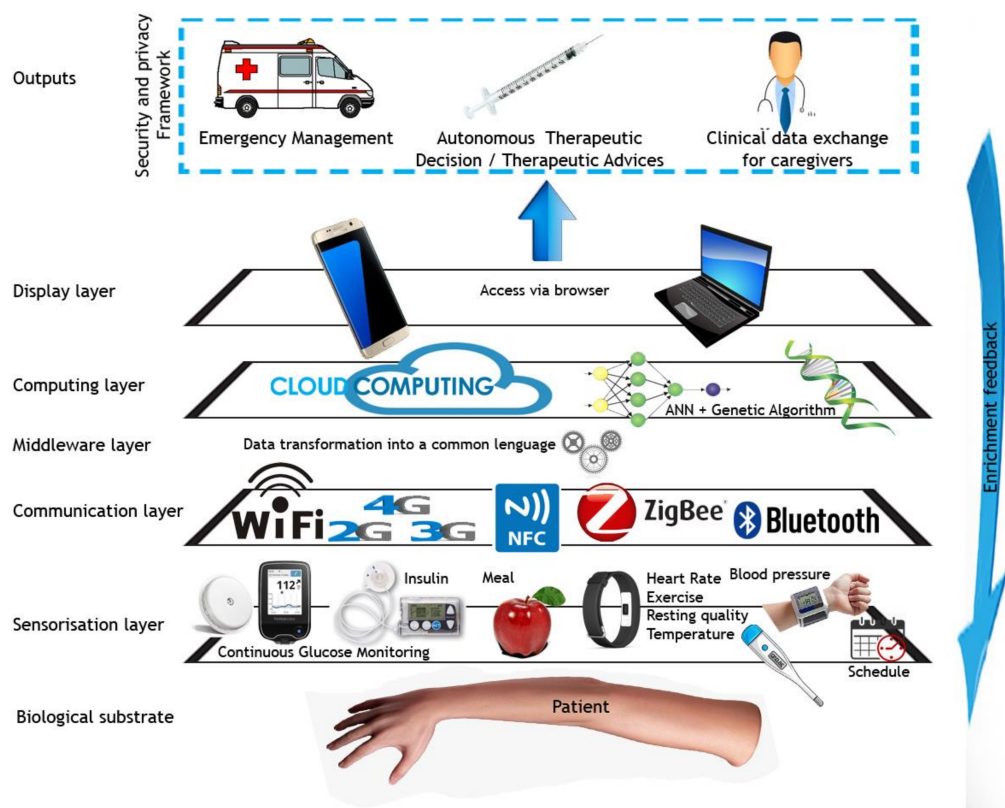 Security and privacy
Framework
Outputs
Emergency Management
Autonomous Therapeutic
Decision / Therapeutic Advices
Clinical data exchange
for caregivers
Display layer
Access via browser
Computing layer
CLOUD COMPUTING
ANN + Genetic Algorithm
Middleware layer
Data transformation into a common lenguage
Communication layer
WiFi
4G
2G 3G
NFC
ZigBee
Bluetooth
Sensorisation layer
112
Continuous Glucose Monitoring
Insulin
Meal
Heart Rate
Exercise
Resting quality
Temperature
Blood pressure
Schedule
Biological substrate
Patient
Enrichment feedback